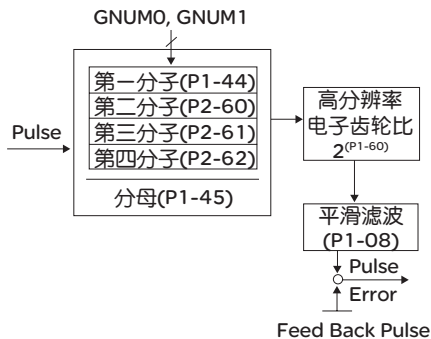 GNUM0, GNUM1
第一分子(P1-44)
第二分子(P2-60)
第三分子(P2-61)
第四分子(P2-62)
分母(P1-45)
Pulse
高分辨率
电子齿轮比
2(P1-60)
平滑滤波
(P1-08)
Pulse
Error
Feed Back Pulse